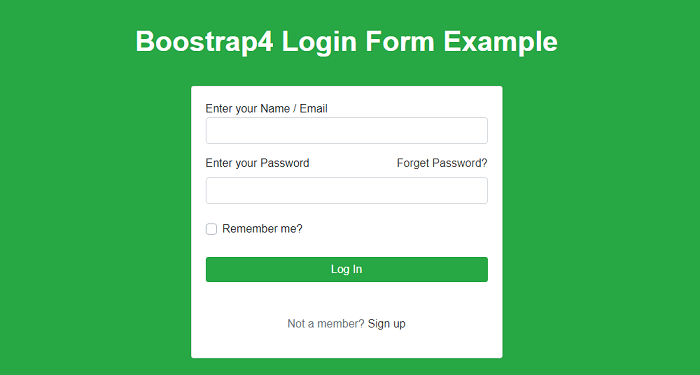 Boostrap4 Login Form Example
Enter your Name / Email
Enter your Password Forget Password?
Remember me?
Log In
Not a member? Sign up